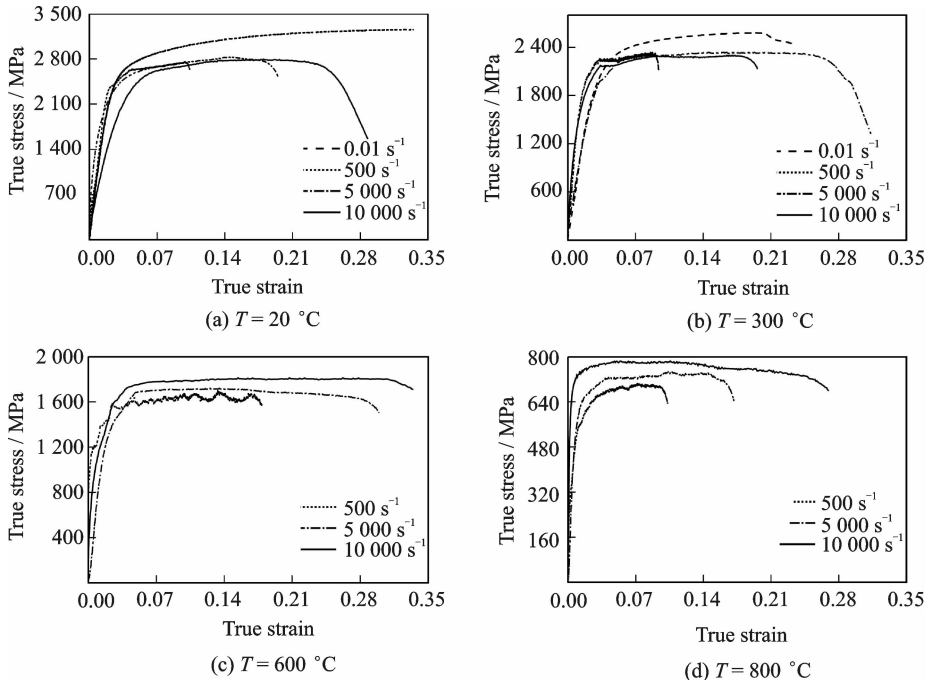 3 500
2 800
2 100
1 400
700
True stress / MPa
0.01 s⁻¹
500 s⁻¹
5 000 s⁻¹
10 000 s⁻¹
0.00 0.07 0.14 0.21 0.28 0.35
True strain
(a) T = 20 °C
2 400
1 800
1 200
600
True stress / MPa
0.01 s⁻¹
500 s⁻¹
5 000 s⁻¹
10 000 s⁻¹
0.00 0.07 0.14 0.21 0.28 0.35
True strain
(b) T = 300 °C
2 000
1 600
1 200
800
400
True stress / MPa
500 s⁻¹
5 000 s⁻¹
10 000 s⁻¹
0.00 0.07 0.14 0.21 0.28 0.35
True strain
(c) T = 600 °C
800
640
480
320
160
True stress / MPa
500 s⁻¹
5 000 s⁻¹
10 000 s⁻¹
0.00 0.07 0.14 0.21 0.28 0.35
True strain
(d) T = 800 °C